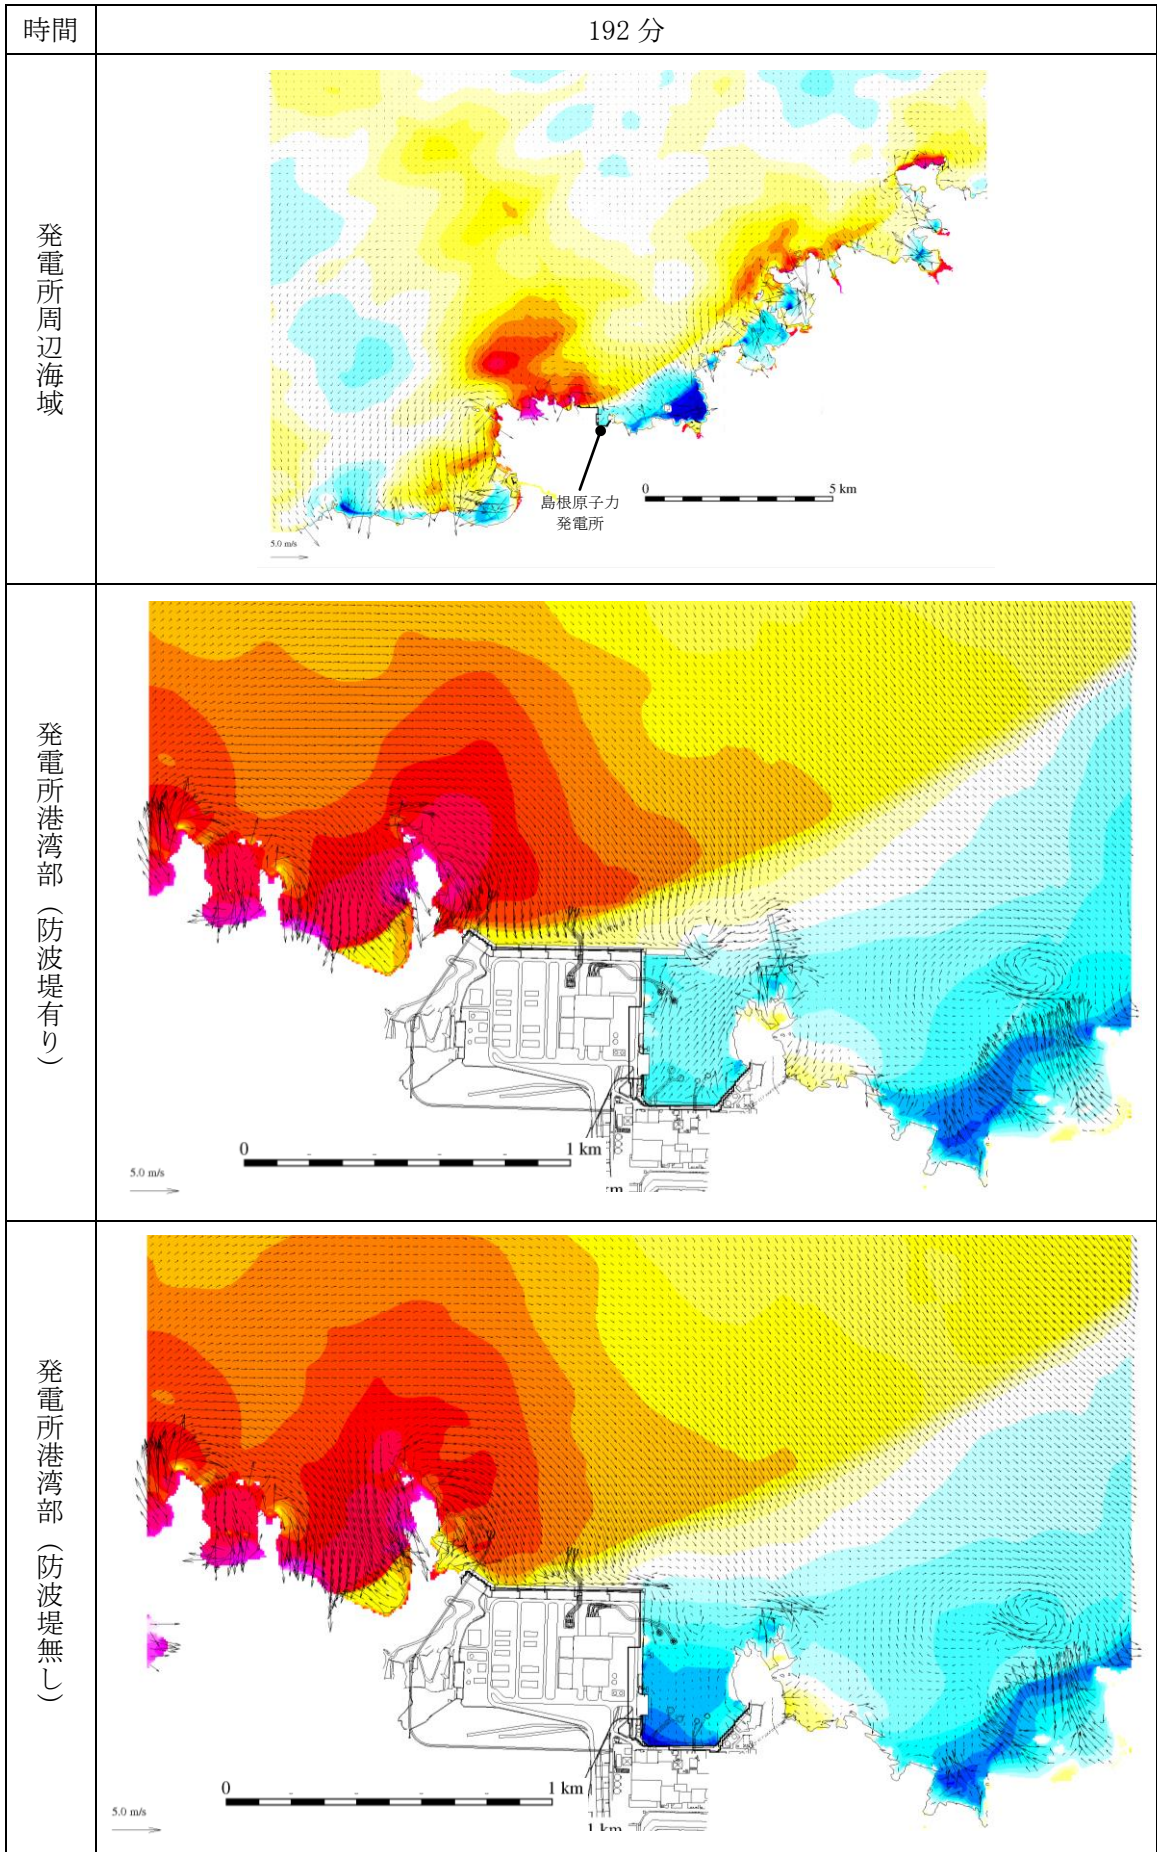 時間
192 分
発電所周辺海域
島根原子力
発電所
0
5 km
5.0 m/s
発電所港湾部（防波堤有り）
0
1 km
5.0 m/s
発電所港湾部（防波堤無し）
0
1 km
5.0 m/s
1 km